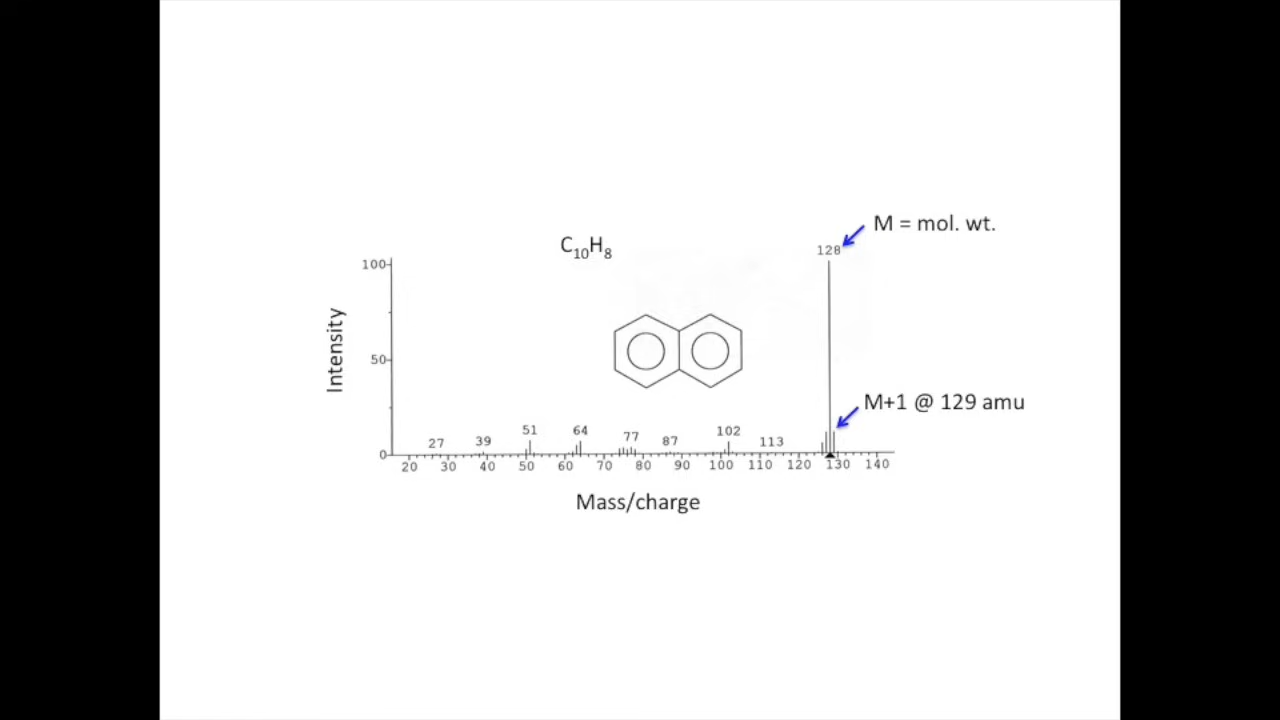 M = mol. wt.
C₁₀H₈
128
100
Intensity
50
M+1 @ 129 amu
27 39 51 64 77 87 102 113
0
20 30 40 50 60 70 80 90 100 110 120 130 140
Mass/charge